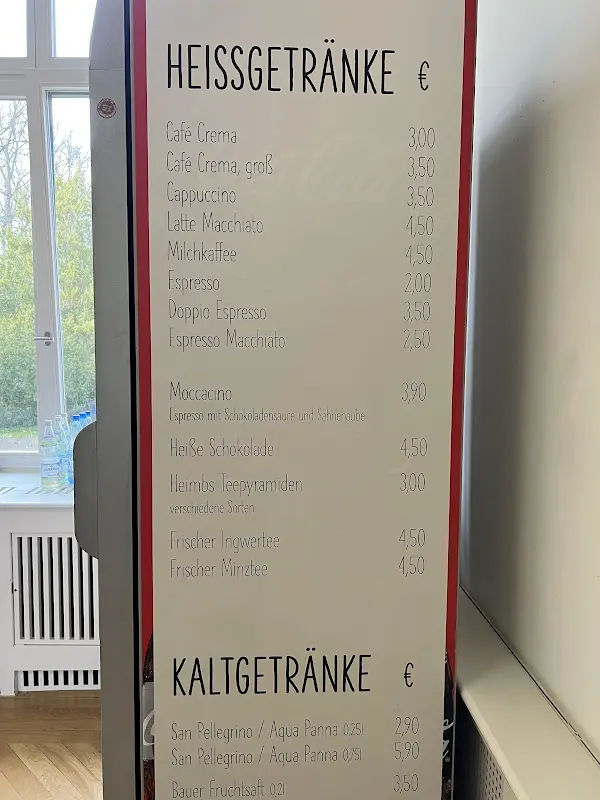 HEISSGETRÄNKE €
Café Crema 3,00
Café Crema, groß 3,50
Cappuccino 3,50
Latte Macchiato 4,50
Milchkaffee 4,50
Espresso 2,00
Doppio Espresso 3,50
Espresso Macchiato 2,50
Moccacino 3,90
Espresso mit Schokoladensauce und Sahnehaube
Heiße Schokolade 4,50
Heimbs Teepyramiden 3,00
verschiedene Sorten
Frischer Ingwertee 4,50
Frischer Minztee 4,50
KALTGETRÄNKE €
San Pellegrino / Aqua Panna 0,25l 2,90
San Pellegrino / Aqua Panna 0,75l 5,90
Bauer Fruchtsaft 0,2l 3,50